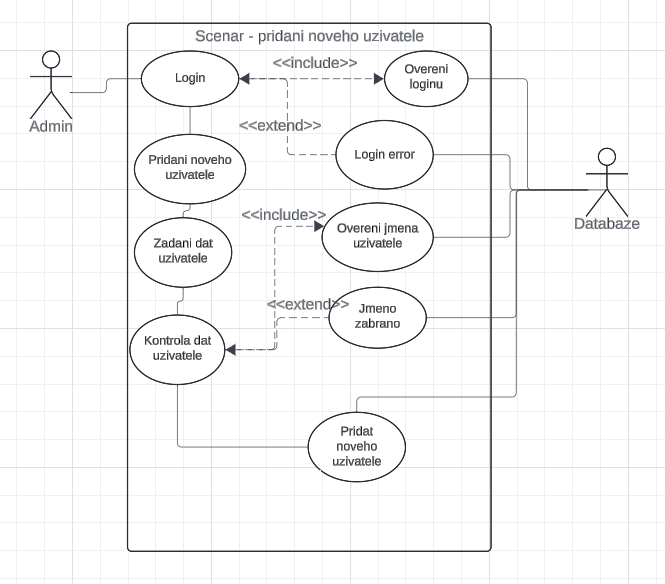 Scenar - pridani noveho uzivatele
<<include>>
Login
Overeni
loginu
Admin
<<extend>>
Login error
Pridani noveho
uzivatele
<<include>>
Overeni jmena
uzivatele
Databaze
Zadani dat
uzivatele
<<extend>>
Jmeno
zabrano
Kontrola dat
uzivatele
Pridat
noveho
uzivatele